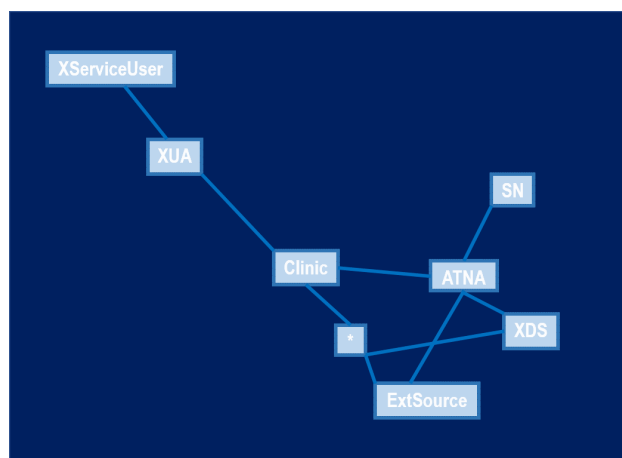 XServiceUser
XUA
SN
Clinic
ATNA
XDS
*
ExtSource